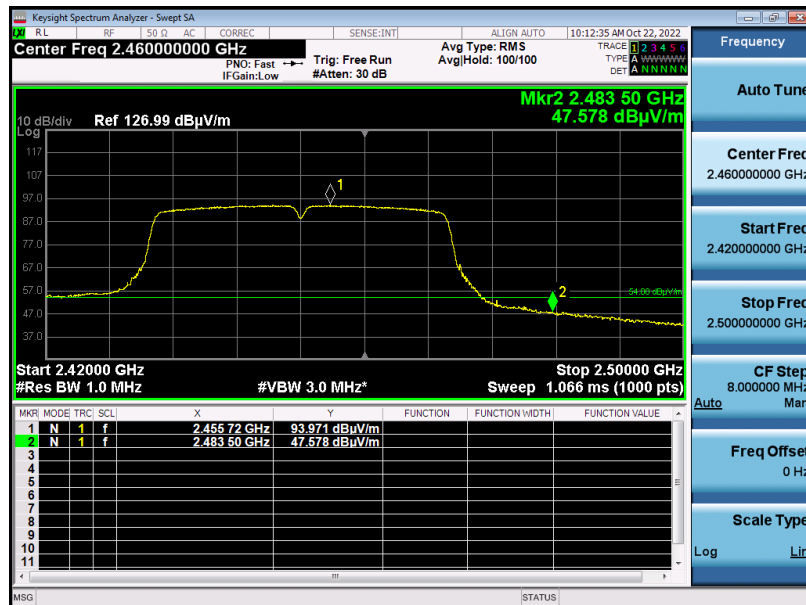 Keysight Spectrum Analyzer - Swept SA
RL RF 50 Ω AC CORREC SENSE:INT ALIGN AUTO 10:12:35 AM Oct 22, 2022
Center Freq 2.460000000 GHz
PNO: Fast
IFGain:Low
Trig: Free Run
#Atten: 30 dB
Avg Type: RMS
Avg|Hold: 100/100
TRACE 1 2 3 4 5 6
TYPE A WWWWW
DET A N N N N N
Frequency
Mkr2 2.483 50 GHz
47.578 dBµV/m
10 dB/div Ref 126.99 dBµV/m
Log
117
107
97.0
87.0
77.0
67.0
57.0
47.0
37.0
1
2
54.00 dBµV/m
Start 2.42000 GHz Stop 2.50000 GHz
#Res BW 1.0 MHz #VBW 3.0 MHz* Sweep 1.066 ms (1000 pts)
MKR MODE TRC SCL X Y FUNCTION FUNCTION WIDTH FUNCTION VALUE
1 N 1 f 2.455 72 GHz 93.971 dBµV/m
2 N 1 f 2.483 50 GHz 47.578 dBµV/m
3
4
5
6
7
8
9
10
11
MSG STATUS
Auto Tune
Center Freq
2.460000000 GHz
Start Freq
2.420000000 GHz
Stop Freq
2.500000000 GHz
CF Step
8.000000 MHz
Auto Man
Freq Offset
0 Hz
Scale Type
Log Lin